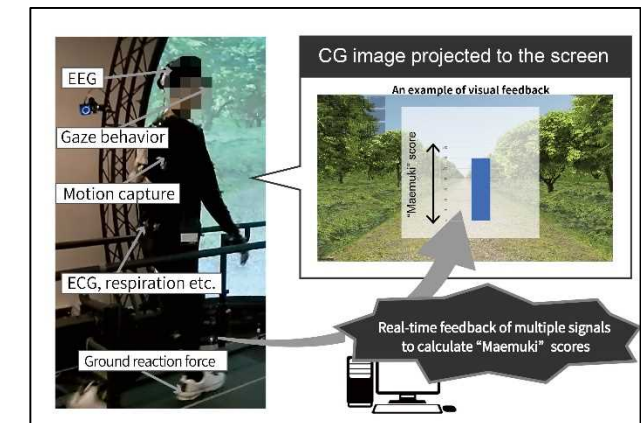 EEG
Gaze behavior
Motion capture
ECG, respiration etc.
Ground reaction force
CG image projected to the screen
An example of visual feedback
“Maemuki” score
Real-time feedback of multiple signals
to calculate “Maemuki” scores